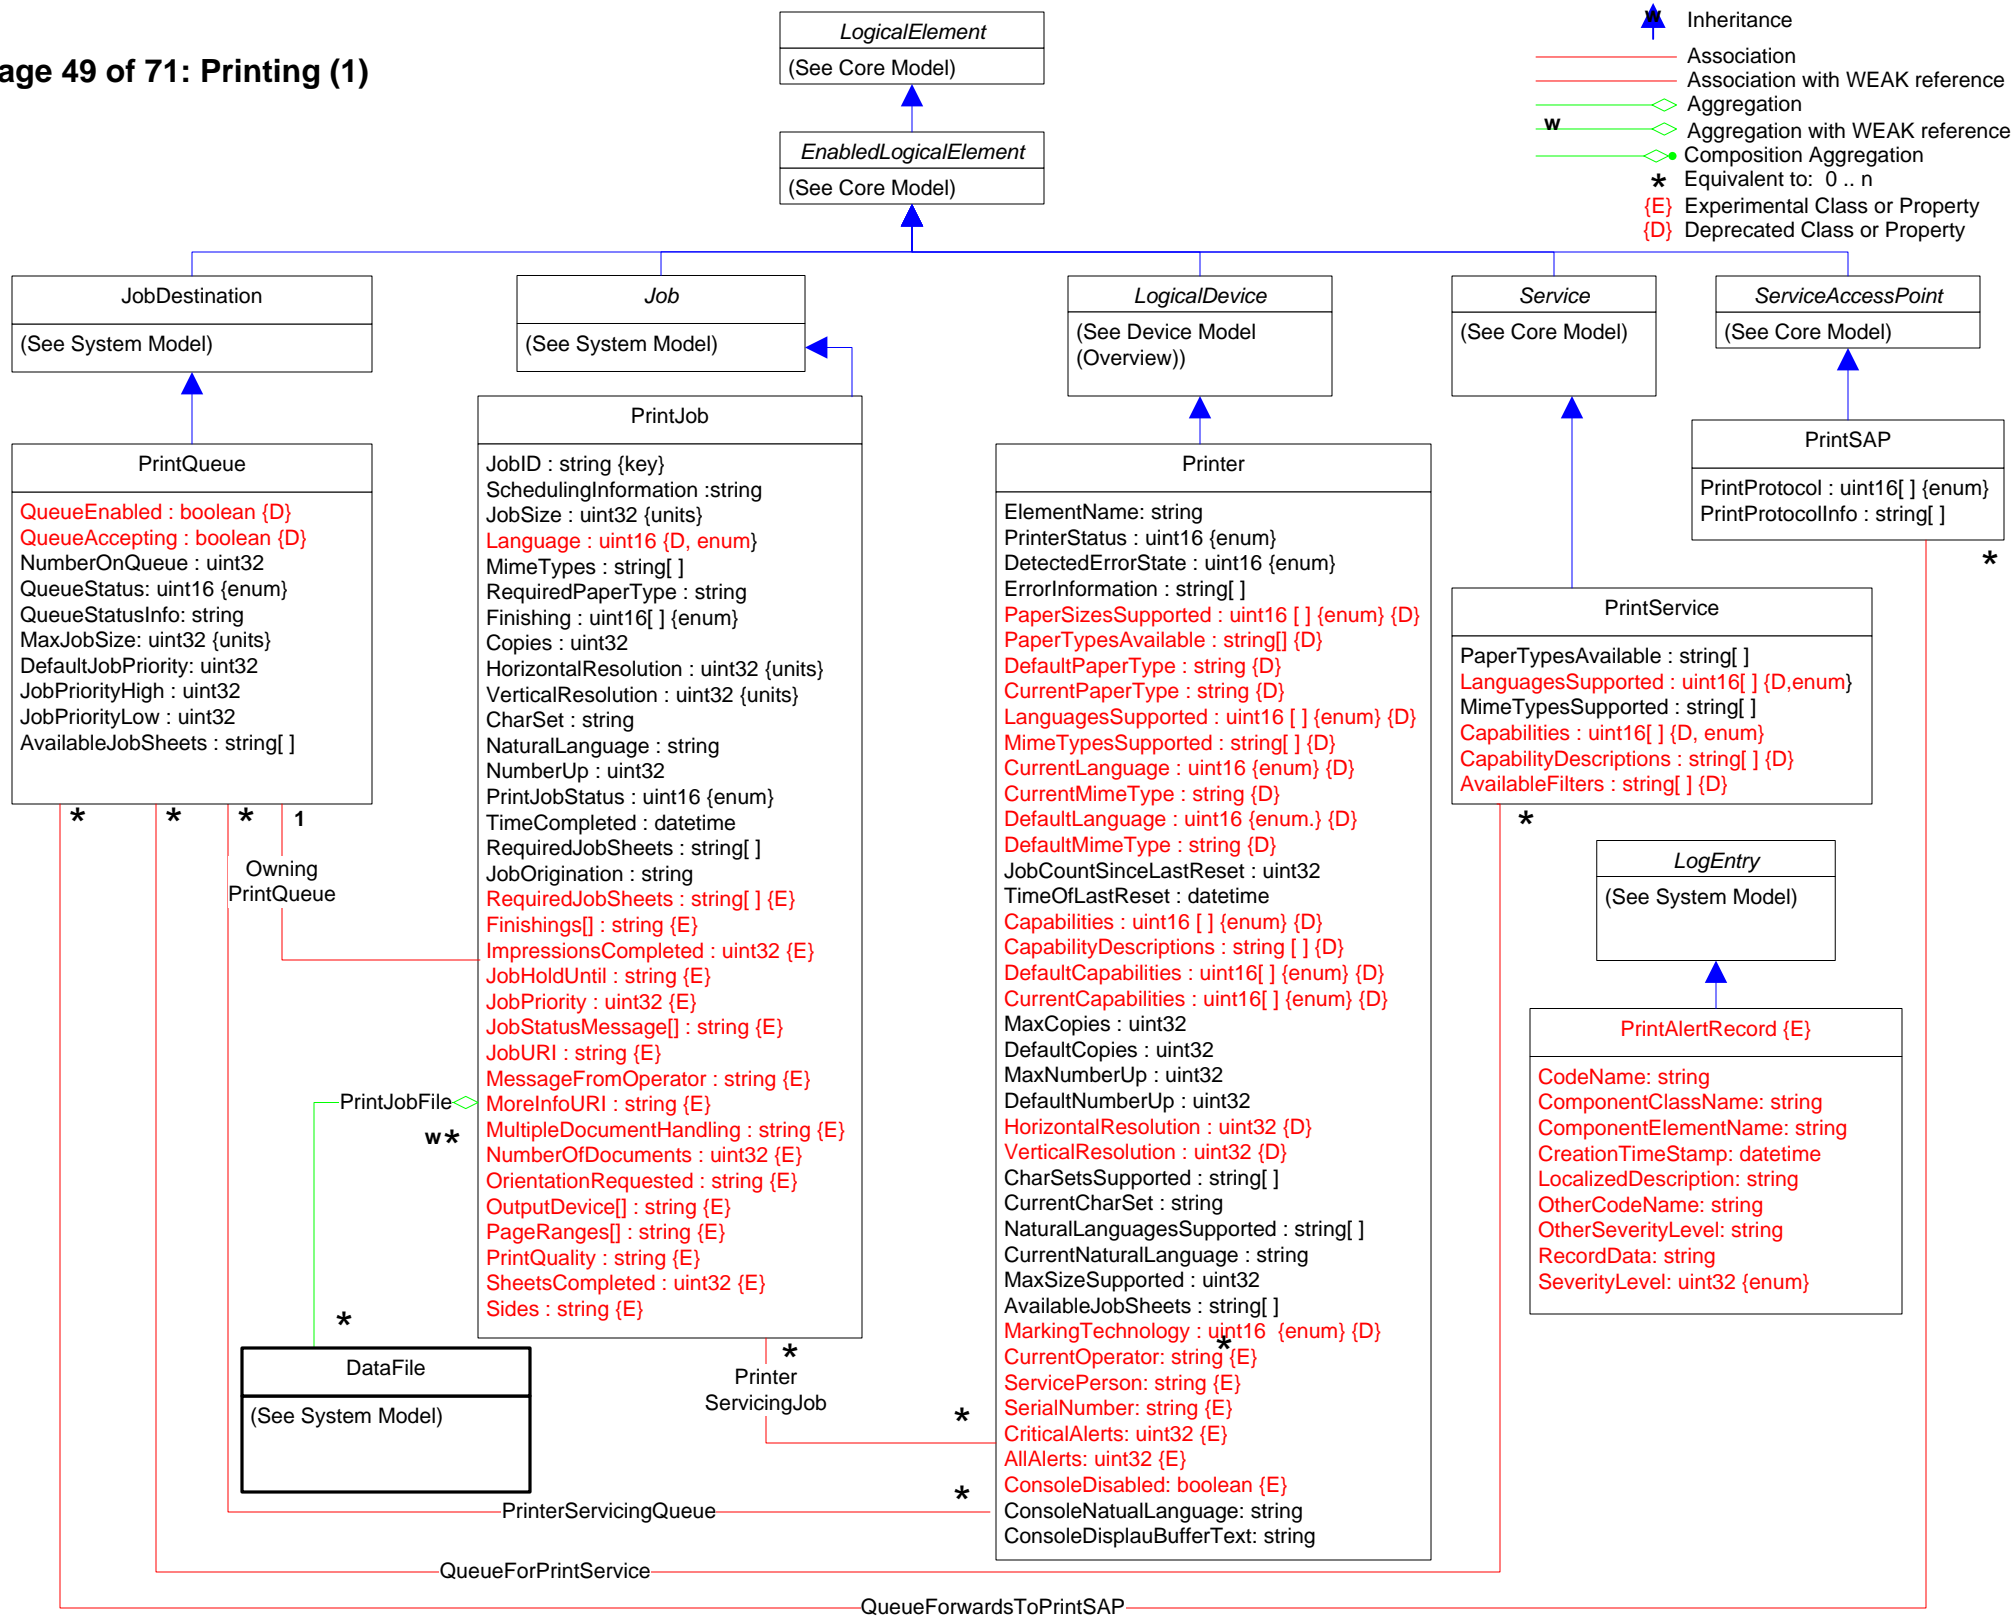 age 49 of 71: Printing (1)
LogicalElement
(See Core Model)
EnabledLogicalElement
(See Core Model)
w
Inheritance
Association
Association with WEAK reference
Aggregation
w
Aggregation with WEAK reference
Composition Aggregation
* Equivalent to: 0 .. n
{E} Experimental Class or Property
{D} Deprecated Class or Property
JobDestination
(See System Model)
Job
(See System Model)
LogicalDevice
(See Device Model
(Overview))
Service
(See Core Model)
ServiceAccessPoint
(See Core Model)
PrintQueue
QueueEnabled : boolean {D}
QueueAccepting : boolean {D}
NumberOnQueue : uint32
QueueStatus: uint16 {enum}
QueueStatusInfo: string
MaxJobSize: uint32 {units}
DefaultJobPriority: uint32
JobPriorityHigh : uint32
JobPriorityLow : uint32
AvailableJobSheets : string[ ]
* * * 1
Owning
PrintQueue
PrintJob
JobID : string {key}
SchedulingInformation :string
JobSize : uint32 {units}
Language : uint16 {D, enum}
MimeTypes : string[ ]
RequiredPaperType : string
Finishing : uint16[ ] {enum}
Copies : uint32
HorizontalResolution : uint32 {units}
VerticalResolution : uint32 {units}
CharSet : string
NaturalLanguage : string
NumberUp : uint32
PrintJobStatus : uint16 {enum}
TimeCompleted : datetime
RequiredJobSheets : string[ ]
JobOrigination : string
RequiredJobSheets : string[ ] {E}
Finishings[] : string {E}
ImpressionsCompleted : uint32 {E}
JobHoldUntil : string {E}
JobPriority : uint32 {E}
JobStatusMessage[] : string {E}
JobURI : string {E}
MessageFromOperator : string {E}
MoreInfoURI : string {E}
MultipleDocumentHandling : string {E}
NumberOfDocuments : uint32 {E}
OrientationRequested : string {E}
OutputDevice[] : string {E}
PageRanges[] : string {E}
PrintQuality : string {E}
SheetsCompleted : uint32 {E}
Sides : string {E}
PrintJobFile
w *
*
DataFile
(See System Model)
*
Printer
ServicingJob
*
PrinterServicingQueue
*
QueueForPrintService
QueueForwardsToPrintSAP
Printer
ElementName: string
PrinterStatus : uint16 {enum}
DetectedErrorState : uint16 {enum}
ErrorInformation : string[ ]
PaperSizesSupported : uint16 [ ] {enum} {D}
PaperTypesAvailable : string[] {D}
DefaultPaperType : string {D}
CurrentPaperType : string {D}
LanguagesSupported : uint16 [ ] {enum} {D}
MimeTypesSupported : string[ ] {D}
CurrentLanguage : uint16 {enum} {D}
CurrentMimeType : string {D}
DefaultLanguage : uint16 {enum.} {D}
DefaultMimeType : string {D}
JobCountSinceLastReset : uint32
TimeOfLastReset : datetime
Capabilities : uint16 [ ] {enum} {D}
CapabilityDescriptions : string [ ] {D}
DefaultCapabilities : uint16[ ] {enum} {D}
CurrentCapabilities : uint16[ ] {enum} {D}
MaxCopies : uint32
DefaultCopies : uint32
MaxNumberUp : uint32
DefaultNumberUp : uint32
HorizontalResolution : uint32 {D}
VerticalResolution : uint32 {D}
CharSetsSupported : string[ ]
CurrentCharSet : string
NaturalLanguagesSupported : string[ ]
CurrentNaturalLanguage : string
MaxSizeSupported : uint32
AvailableJobSheets : string[ ]
MarkingTechnology : uint16 {enum} {D}
*
CurrentOperator: string {E}
ServicePerson: string {E}
SerialNumber: string {E}
CriticalAlerts: uint32 {E}
AllAlerts: uint32 {E}
ConsoleDisabled: boolean {E}
ConsoleNatualLanguage: string
ConsoleDisplauBufferText: string
PrintSAP
PrintProtocol : uint16[ ] {enum}
PrintProtocolInfo : string[ ]
*
PrintService
PaperTypesAvailable : string[ ]
LanguagesSupported : uint16[ ] {D,enum}
MimeTypesSupported : string[ ]
Capabilities : uint16[ ] {D, enum}
CapabilityDescriptions : string[ ] {D}
AvailableFilters : string[ ] {D}
*
LogEntry
(See System Model)
PrintAlertRecord {E}
CodeName: string
ComponentClassName: string
ComponentElementName: string
CreationTimeStamp: datetime
LocalizedDescription: string
OtherCodeName: string
OtherSeverityLevel: string
RecordData: string
SeverityLevel: uint32 {enum}